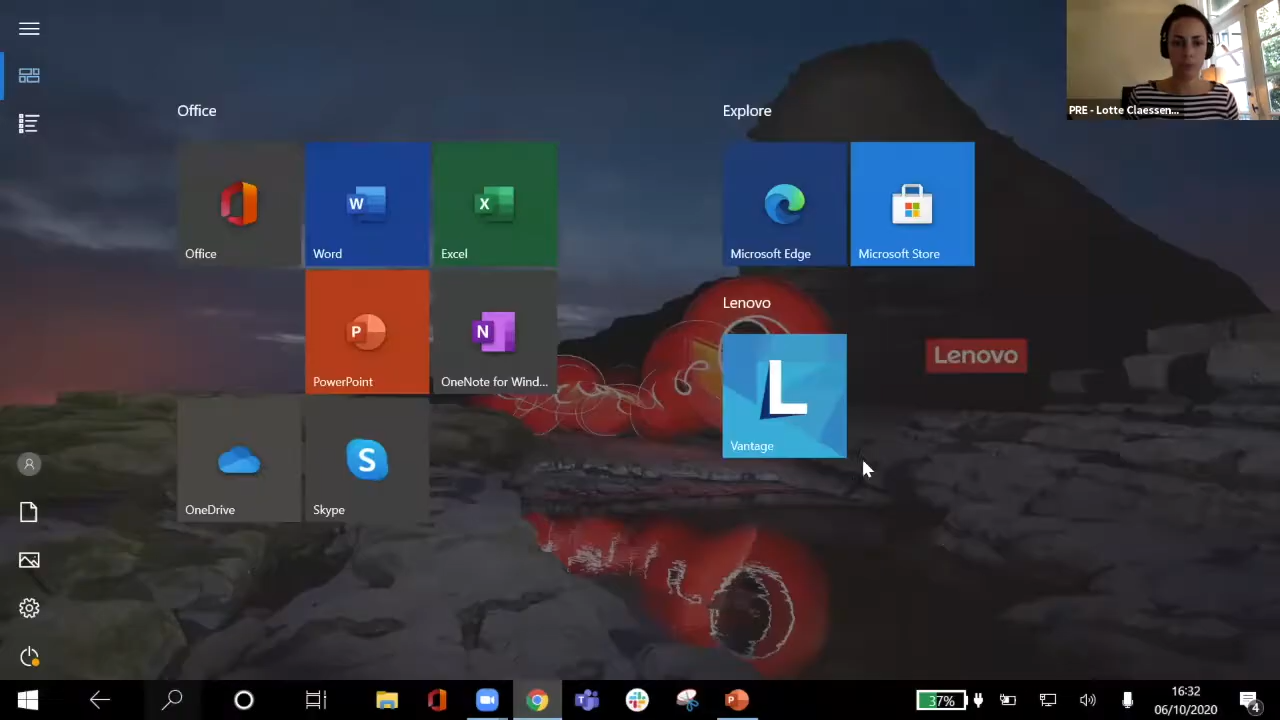 PRE - Lotte Claessen...
Office
Explore
Office
Word
Excel
Microsoft Edge
Microsoft Store
Lenovo
Lenovo
PowerPoint
OneNote for Wind...
L
Vantage
OneDrive
Skype
37%
16:32
06/10/2020
4